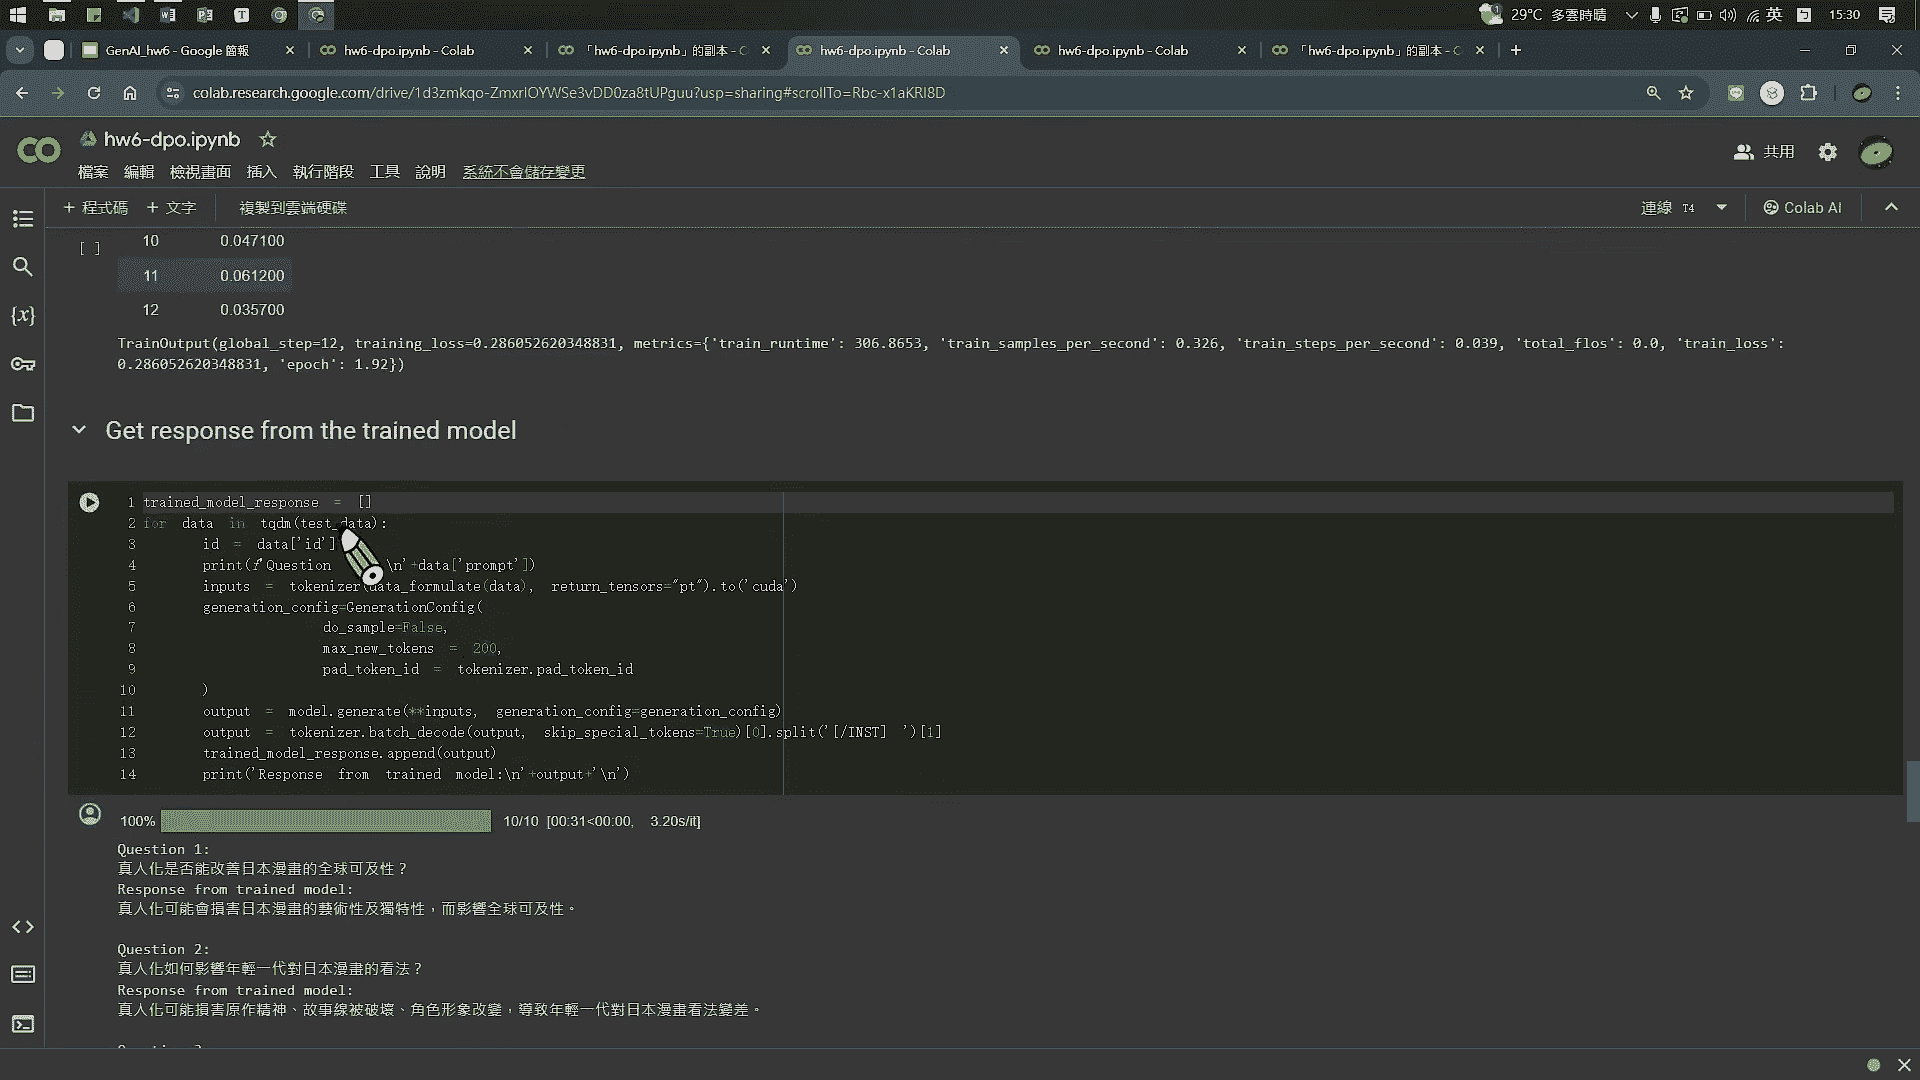 29°C 多雲時晴
英
15:30
GenAI_hw6 - Google 簡報
hw6-dpo.ipynb - Colab
「hw6-dpo.ipynb」的副本 - C
hw6-dpo.ipynb - Colab
hw6-dpo.ipynb - Colab
「hw6-dpo.ipynb」的副本 - C
colab.research.google.com/drive/1d3zmkqo-ZmxrlOYWSe3vDD0za8tUPguu?usp=sharing#scrollTo=Rbc-x1aKRI8D
hw6-dpo.ipynb
共用
檔案 編輯 檢視畫面 插入 執行階段 工具 說明 系統不會儲存變更
+ 程式碼 + 文字 複製到雲端硬碟
連線 T4 Colab AI
[ ]
10 0.047100
11 0.061200
12 0.035700
TrainOutput(global_step=12, training_loss=0.286052620348831, metrics={'train_runtime': 306.8653, 'train_samples_per_second': 0.326, 'train_steps_per_second': 0.039, 'total_flos': 0.0, 'train_loss':
0.286052620348831, 'epoch': 1.92})
Get response from the trained model
1 trained_model_response = []
2 for data in tqdm(test_data):
3 id = data['id']
4 print(f'Question \n'+data['prompt'])
5 inputs = tokenizer(data_formulate(data), return_tensors="pt").to('cuda')
6 generation_config=GenerationConfig(
7 do_sample=False,
8 max_new_tokens = 200,
9 pad_token_id = tokenizer.pad_token_id
10 )
11 output = model.generate(**inputs, generation_config=generation_config)
12 output = tokenizer.batch_decode(output, skip_special_tokens=True)[0].split('[/INST] ')[1]
13 trained_model_response.append(output)
14 print('Response from trained model:\n'+output+'\n')
100% 10/10 [00:31<00:00, 3.20s/it]
Question 1:
真人化是否能改善日本漫畫的全球可及性？
Response from trained model:
真人化可能會損害日本漫畫的藝術性及獨特性，而影響全球可及性。
Question 2:
真人化如何影響年輕一代對日本漫畫的看法？
Response from trained model:
真人化可能損害原作精神、故事線被破壞、角色形象改變，導致年輕一代對日本漫畫看法變差。